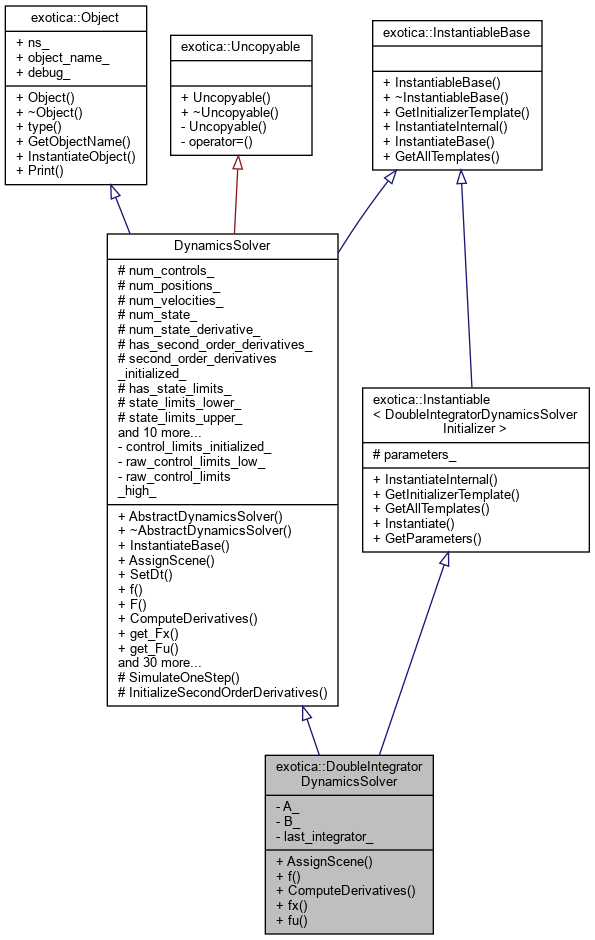 exotica::Object
+ ns_
+ object_name_
+ debug_
+ Object()
+ ~Object()
+ type()
+ GetObjectName()
+ InstantiateObject()
+ Print()
exotica::Uncopyable
+ Uncopyable()
+ ~Uncopyable()
- Uncopyable()
- operator=()
exotica::InstantiableBase
+ InstantiableBase()
+ ~InstantiableBase()
+ GetInitializerTemplate()
+ InstantiateInternal()
+ InstantiateBase()
+ GetAllTemplates()
DynamicsSolver
# num_controls_
# num_positions_
# num_velocities_
# num_state_
# num_state_derivative_
# has_second_order_derivatives_
# second_order_derivatives
_initialized_
# has_state_limits_
# state_limits_lower_
# state_limits_upper_
and 10 more...
- control_limits_initialized_
- raw_control_limits_low_
- raw_control_limits
_high_
+ AbstractDynamicsSolver()
+ ~AbstractDynamicsSolver()
+ InstantiateBase()
+ AssignScene()
+ SetDt()
+ f()
+ F()
+ ComputeDerivatives()
+ get_Fx()
+ get_Fu()
and 30 more...
# SimulateOneStep()
# InitializeSecondOrderDerivatives()
exotica::Instantiable
< DoubleIntegratorDynamicsSolver
Initializer >
# parameters_
+ InstantiateInternal()
+ GetInitializerTemplate()
+ GetAllTemplates()
+ Instantiate()
+ GetParameters()
exotica::DoubleIntegrator
DynamicsSolver
- A_
- B_
- last_integrator_
+ AssignScene()
+ f()
+ ComputeDerivatives()
+ fx()
+ fu()